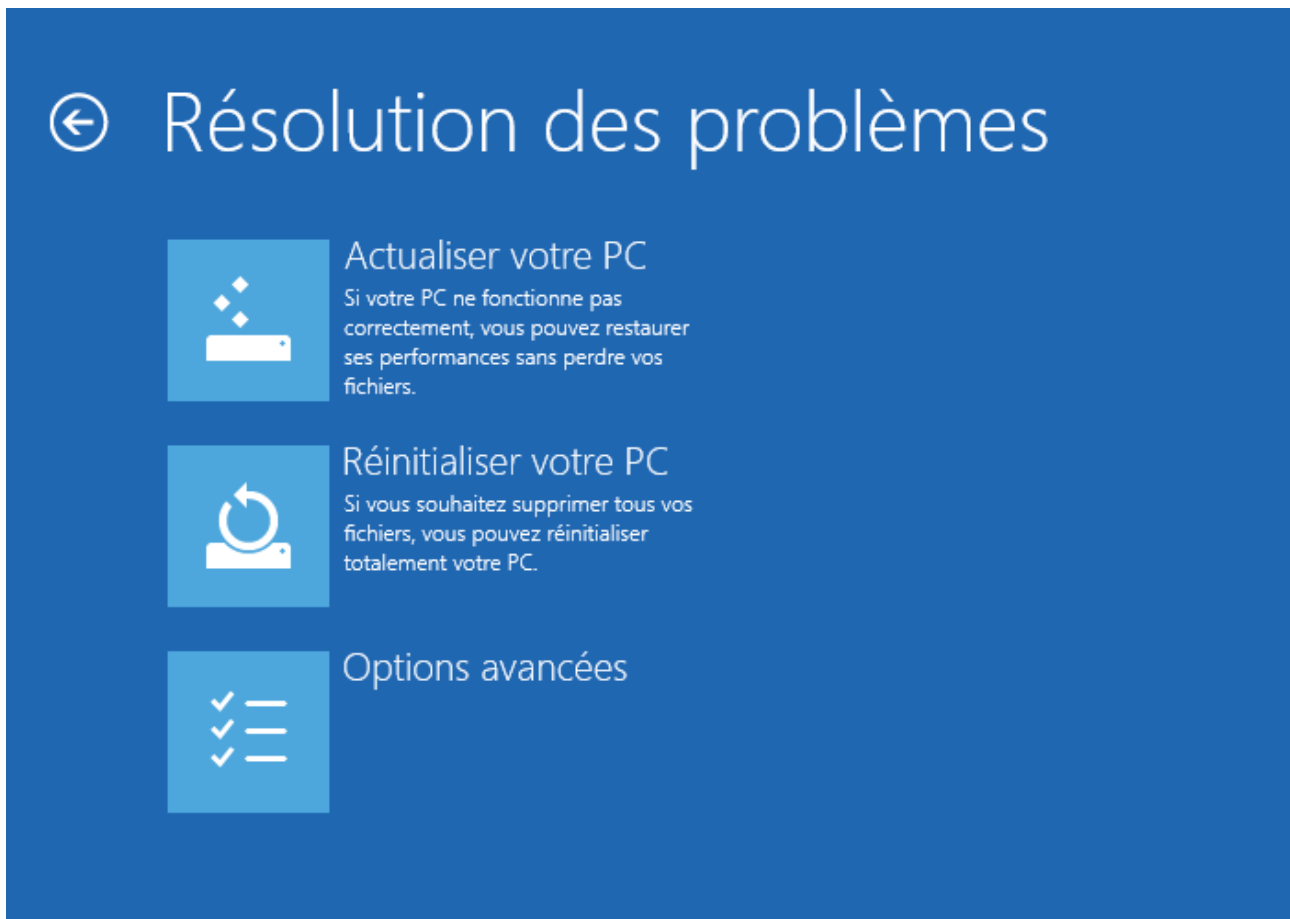 Résolution des problèmes
Actualiser votre PC
Si votre PC ne fonctionne pas
correctement, vous pouvez restaurer
ses performances sans perdre vos
fichiers.
Réinitialiser votre PC
Si vous souhaitez supprimer tous vos
fichiers, vous pouvez réinitialiser
totalement votre PC.
Options avancées